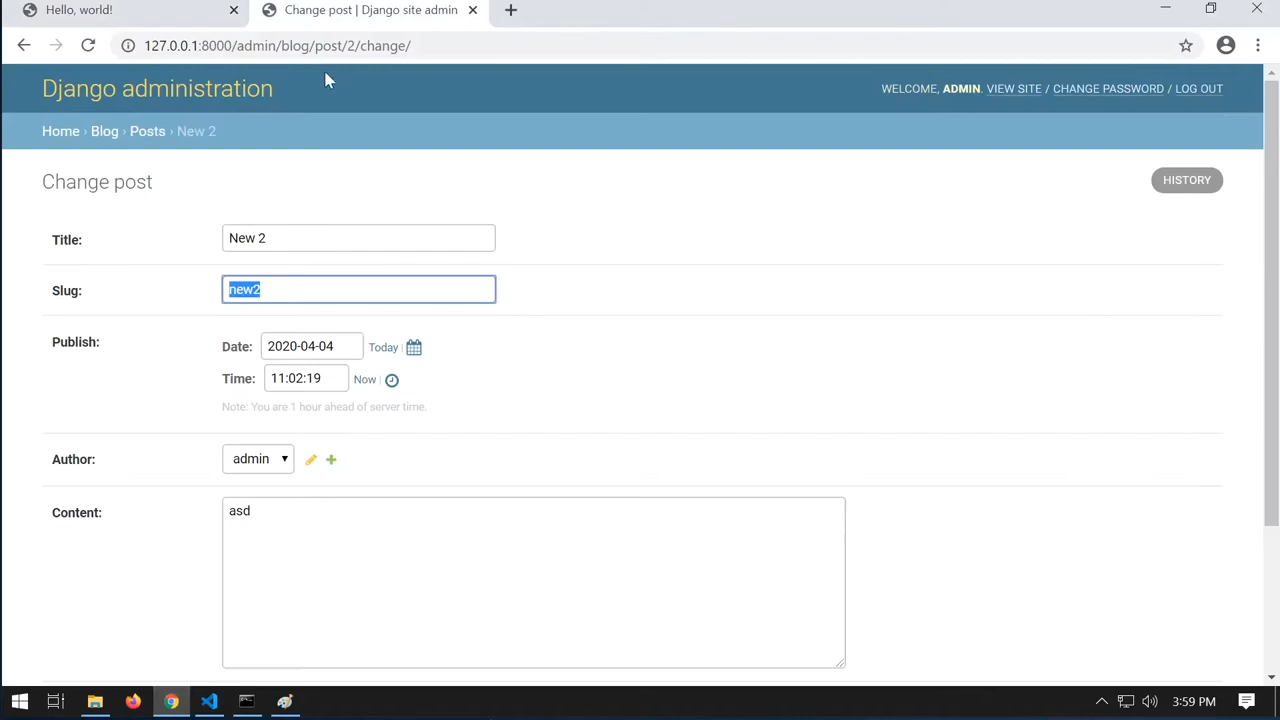 Hello, world!
Change post | Django site admin
127.0.0.1:8000/admin/blog/post/2/change/
Django administration
WELCOME, ADMIN. VIEW SITE / CHANGE PASSWORD / LOG OUT
Home › Blog › Posts › New 2
Change post
HISTORY
Title:
New 2
Slug:
new2
Publish:
Date: 2020-04-04 Today |
Time: 11:02:19 Now |
Note: You are 1 hour ahead of server time.
Author:
admin
Content:
asd
3:59 PM